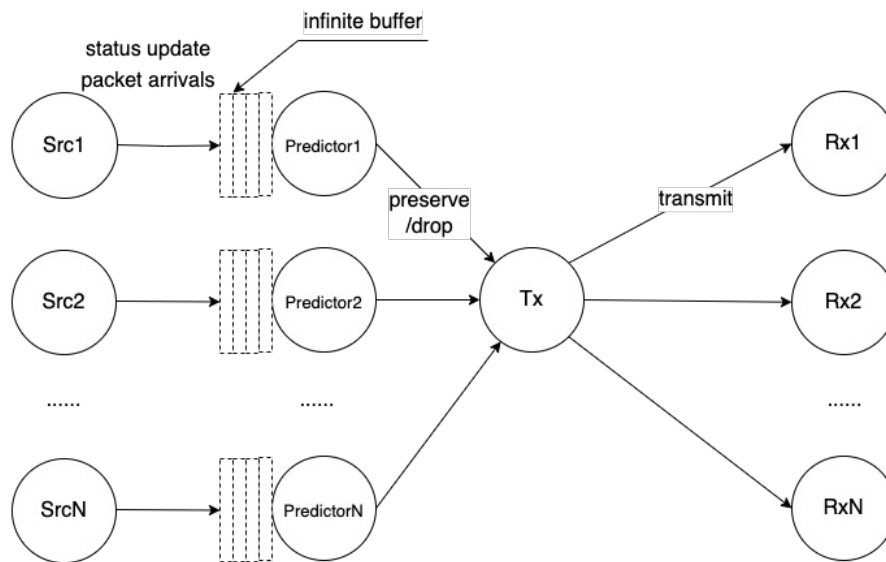 infinite buffer
status update
packet arrivals
Src1
Predictor1
Rx1
preserve
/drop
transmit
Src2
Predictor2
Tx
Rx2
......
......
......
SrcN
PredictorN
RxN